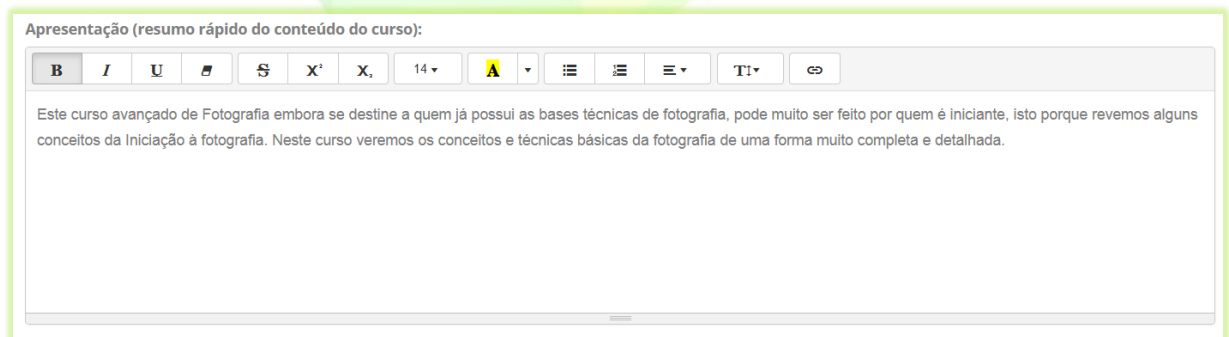 Apresentação (resumo rápido do conteúdo do curso):
B I U S X² X₂ 14 A T
Este curso avançado de Fotografia embora se destine a quem já possui as bases técnicas de fotografia, pode muito ser feito por quem é iniciante, isto porque revemos alguns
conceitos da Iniciação à fotografia. Neste curso veremos os conceitos e técnicas básicas da fotografia de uma forma muito completa e detalhada.